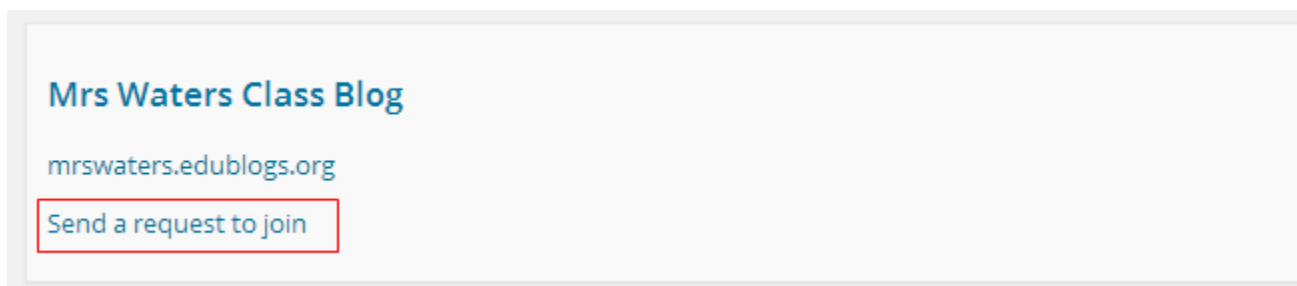 Mrs Waters Class Blog
mrswaters.edublogs.org
Send a request to join